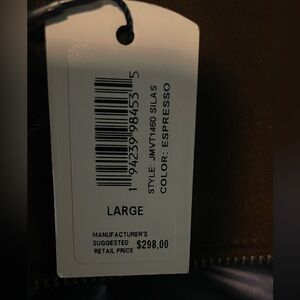 1 94239 98453 5
STYLE: JMVT1460 SILAS
COLOR: ESPRESSO
LARGE
MANUFACTURER'S
SUGGESTED $298.00
RETAIL PRICE